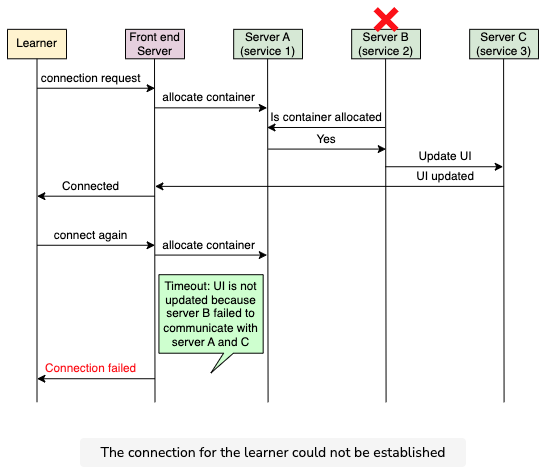 Learner
Front end
Server
Server A
(service 1)
Server B
(service 2)
Server C
(service 3)
connection request
allocate container
Is container allocated
Yes
Update UI
UI updated
Connected
connect again
allocate container
Timeout: UI is not
updated because
server B failed to
communicate with
server A and C
Connection failed
The connection for the learner could not be established